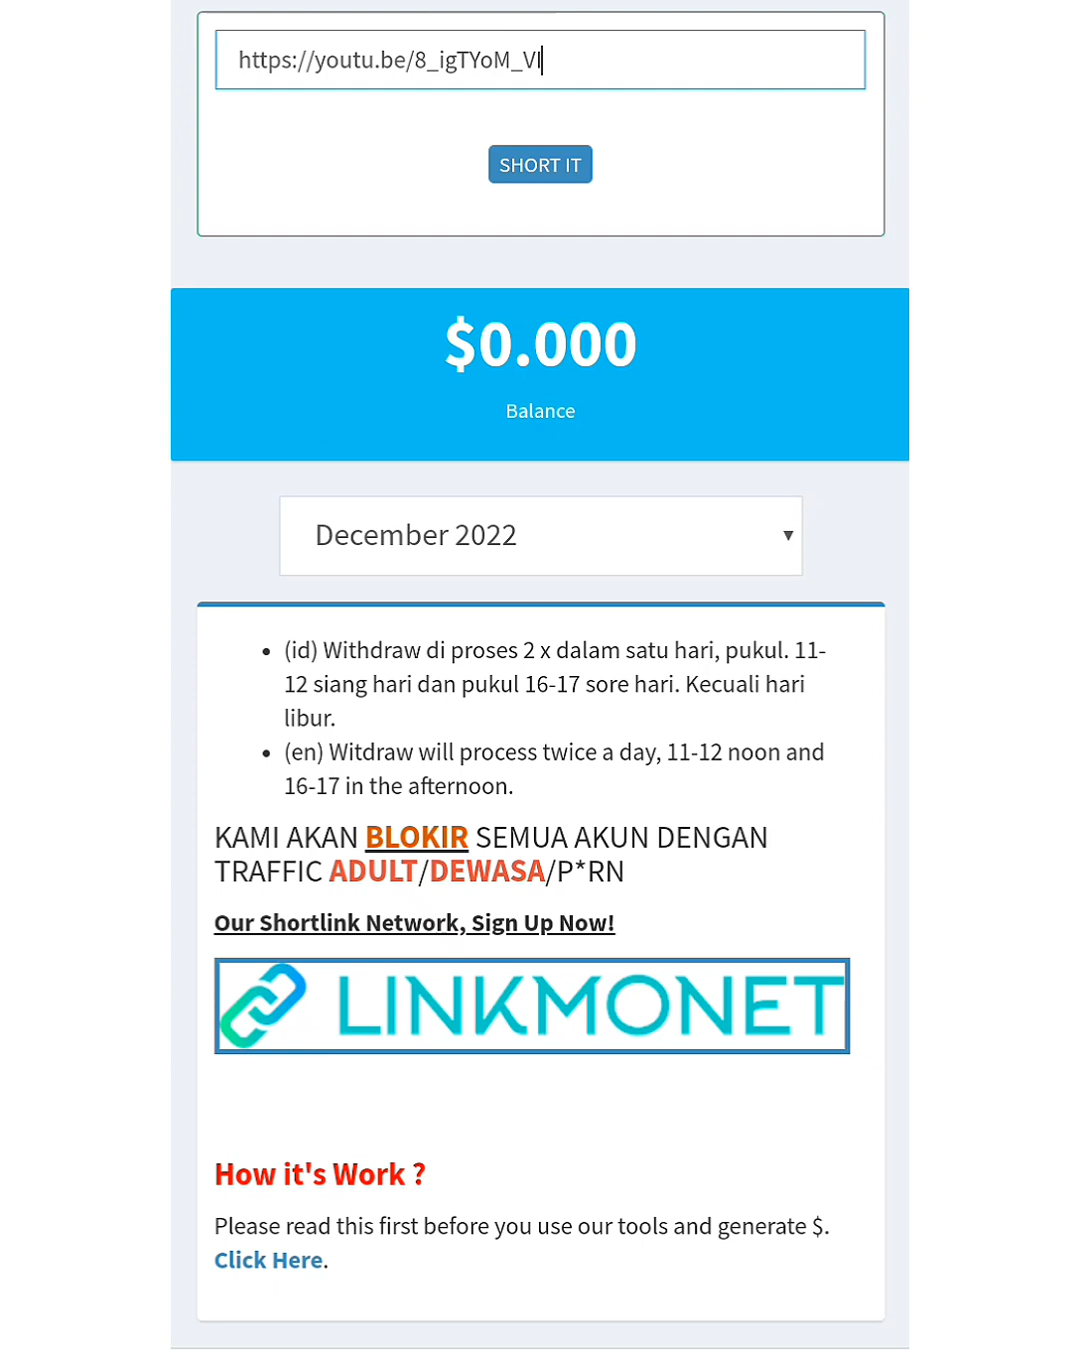 https://youtu.be/8_igTYoM_VI
SHORT IT
$0.000
Balance
December 2022
(id) Withdraw di proses 2 x dalam satu hari, pukul. 11-
12 siang hari dan pukul 16-17 sore hari. Kecuali hari
libur.
(en) Witdraw will process twice a day, 11-12 noon and
16-17 in the afternoon.
KAMI AKAN BLOKIR SEMUA AKUN DENGAN
TRAFFIC ADULT/DEWASA/P*RN
Our Shortlink Network, Sign Up Now!
LINKMONET
How it's Work ?
Please read this first before you use our tools and generate $.
Click Here.